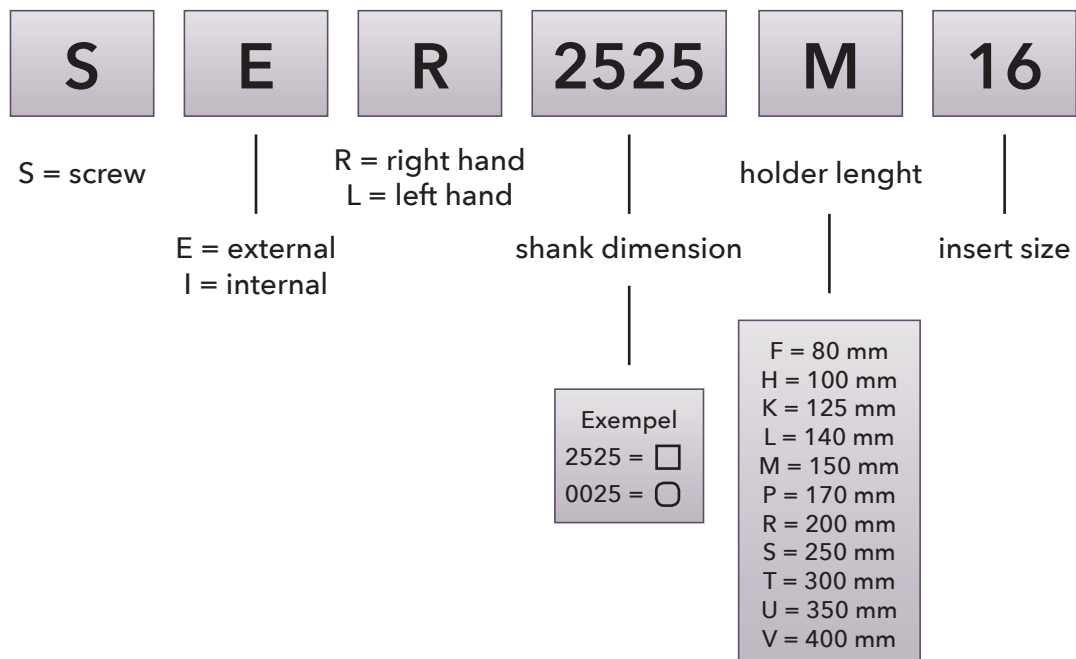 S E R 2525 M 16
S = screw
E = external
I = internal
R = right hand
L = left hand
shank dimension
Exempel
2525 =
0025 =
holder lenght
F = 80 mm
H = 100 mm
K = 125 mm
L = 140 mm
M = 150 mm
P = 170 mm
R = 200 mm
S = 250 mm
T = 300 mm
U = 350 mm
V = 400 mm
insert size